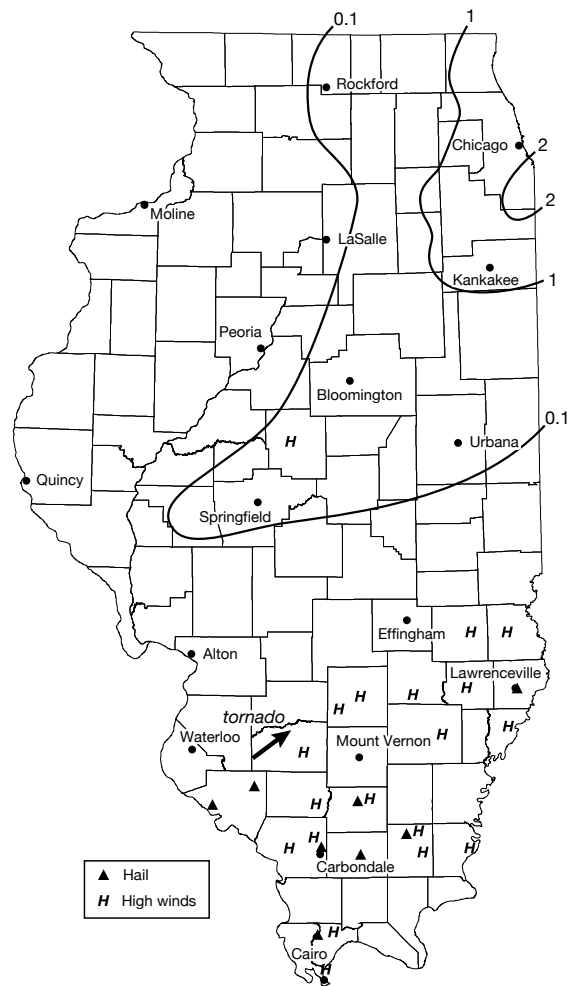 0.1
1
Rockford
Chicago
2
Moline
2
LaSalle
Kankakee
1
Peoria
Bloomington
0.1
H
Urbana
Quincy
Springfield
Effingham
H H
Alton
Lawrenceville
H H H H
tornado
H
Waterloo
H
Mount Vernon
H
H H
H H
H H H
Carbondale
Hail
H High winds
H
Cairo
H